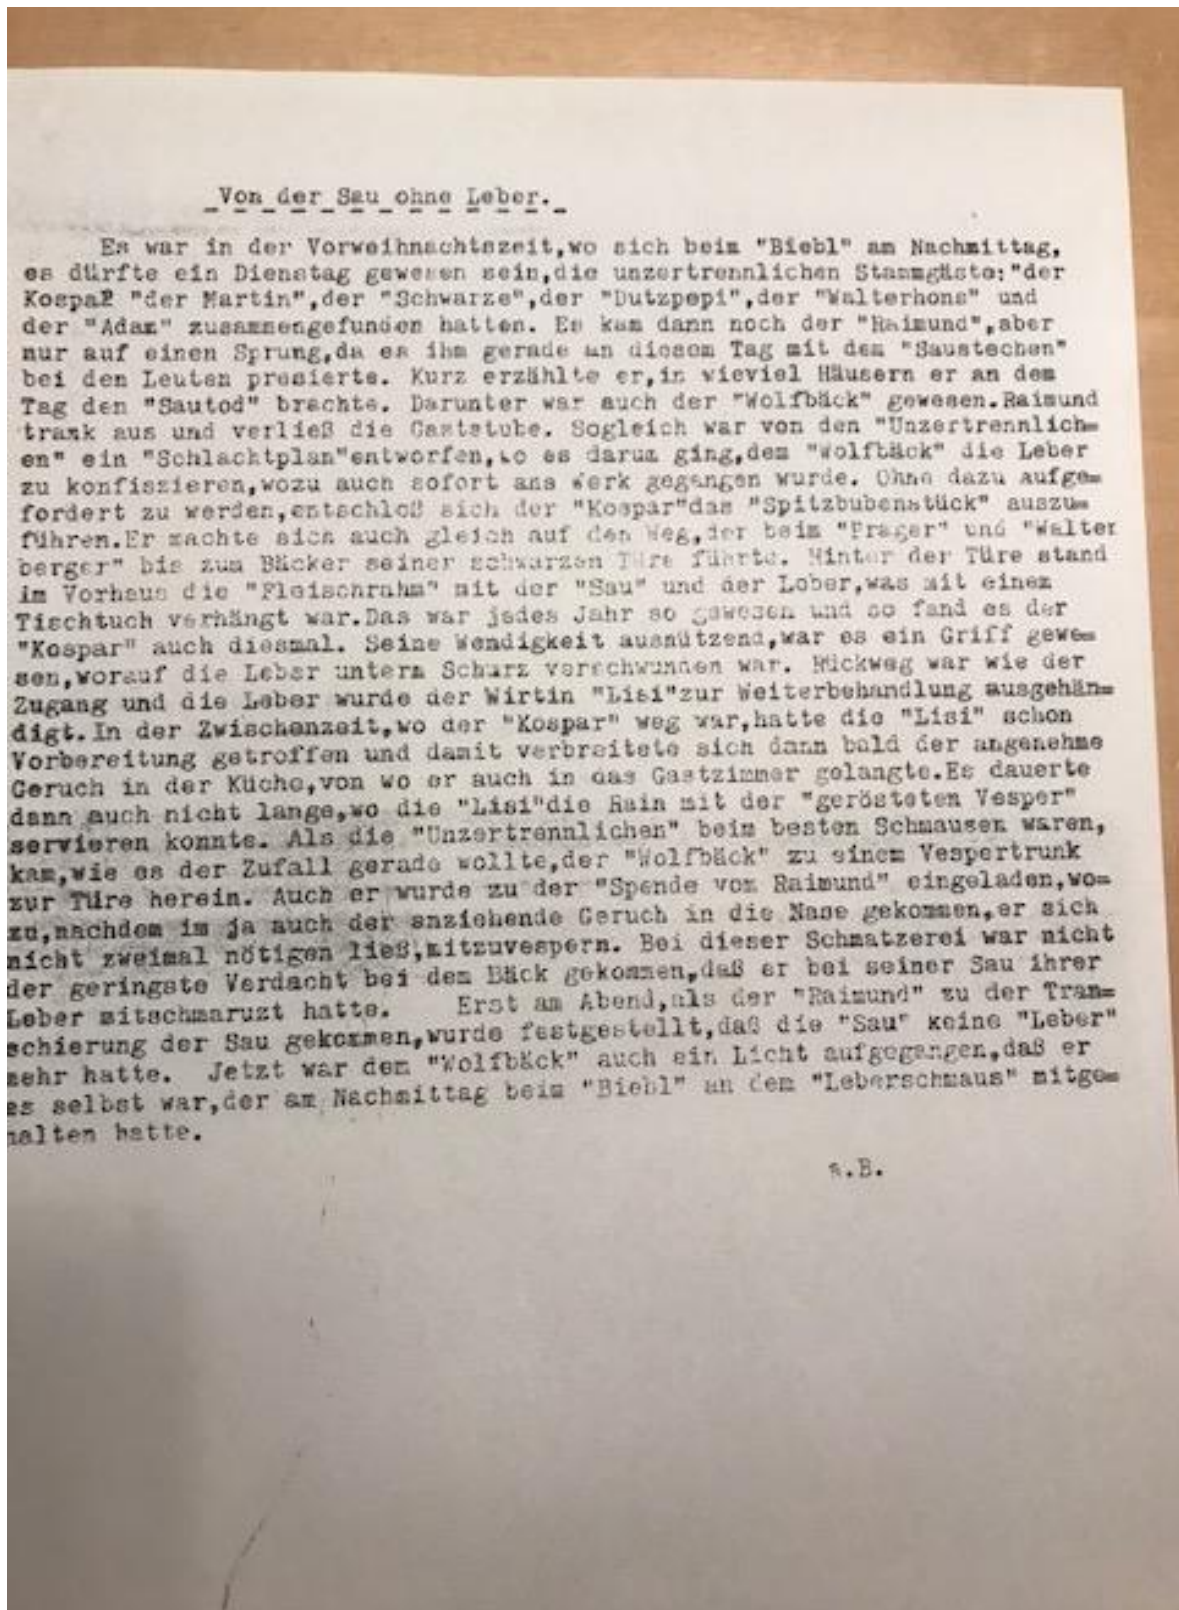 Von der Sau ohne Leber.
Es war in der Vorweihnachtszeit,wo sich beim "Biebl" am Nachmittag,
es dürfte ein Dienstag gewesen sein,die unzertrennlichen Stammgäste:"der
Kospar "der Martin",der "Schwarze",der "Dutzpepi",der "Walterhons" und
der "Adam" zusammengefunden hatten. Es kam dann noch der "Raimund",aber
nur auf einen Sprung,da es ihm gerade an diesem Tag mit dem "Saustechen"
bei den Leuten presierte. Kurz erzählte er,in wieviel Häusern er an dem
Tag den "Sautod" brachte. Darunter war auch der "Wolfbäck" gewesen.Raimund
trank aus und verließ die Gaststube. Sogleich war von den "Unzertrennlich=
en" ein "Schlachtplan"entworfen,wo es darum ging,dem "Wolfbäck" die Leber
zu konfiszieren,wozu auch sofort ans Werk gegangen wurde. Ohne dazu aufge=
fordert zu werden,entschloß sich der "Kospar"das "Spitzbubenstück" auszu=
führen.Er machte sich auch gleich auf den Weg,der beim "Prager" und "Walter
berger" bis zum Bäcker seiner schwarzen Türe führte. Hinter der Türe stand
im Vorhaus die "Fleischrahm" mit der "Sau" und der Leber,was mit einem
Tischtuch verhängt war.Das war jedes Jahr so gewesen und so fand es der
"Kospar" auch diesmal. Seine Wendigkeit ausnützend,war es ein Griff gewe=
sen,worauf die Leber unterm Schurz verschwunnen war. Rückweg war wie der
Zugang und die Leber wurde der Wirtin "Lisi"zur Weiterbehandlung ausgehän=
digt.In der Zwischenzeit,wo der "Kospar" weg war,hatte die "Lisi" schon
Vorbereitung getroffen und damit verbreitete sich dann bald der angenehme
Geruch in der Küche,von wo er auch in das Gastzimmer gelangte.Es dauerte
dann auch nicht lange,wo die "Lisi"die Rain mit der "gerösteten Vesper"
servieren konnte. Als die "Unzertrennlichen" beim besten Schmausen waren,
kam,wie es der Zufall gerade wollte,der "Wolfbäck" zu einem Vespertrunk
zur Türe herein. Auch er wurde zu der "Spende vom Raimund" eingeladen,wo=
zu,nachdem im ja auch der anziehende Geruch in die Nase gekommen,er sich
nicht zweimal nötigen ließ,mitzuvespern. Bei dieser Schmatzerei war nicht
der geringste Verdacht bei dem Bäck gekommen,daß er bei seiner Sau ihrer
Leber mitschmaruzt hatte. Erst am Abend,als der "Raimund" zu der Tran=
schierung der Sau gekommen,wurde festgestellt,daß die "Sau" keine "Leber"
mehr hatte. Jetzt war dem "Wolfbäck" auch ein Licht aufgegangen,daß er
es selbst war,der am Nachmittag beim "Biebl" an dem "Leberschmaus" mitge=
halten hatte.
a.B.